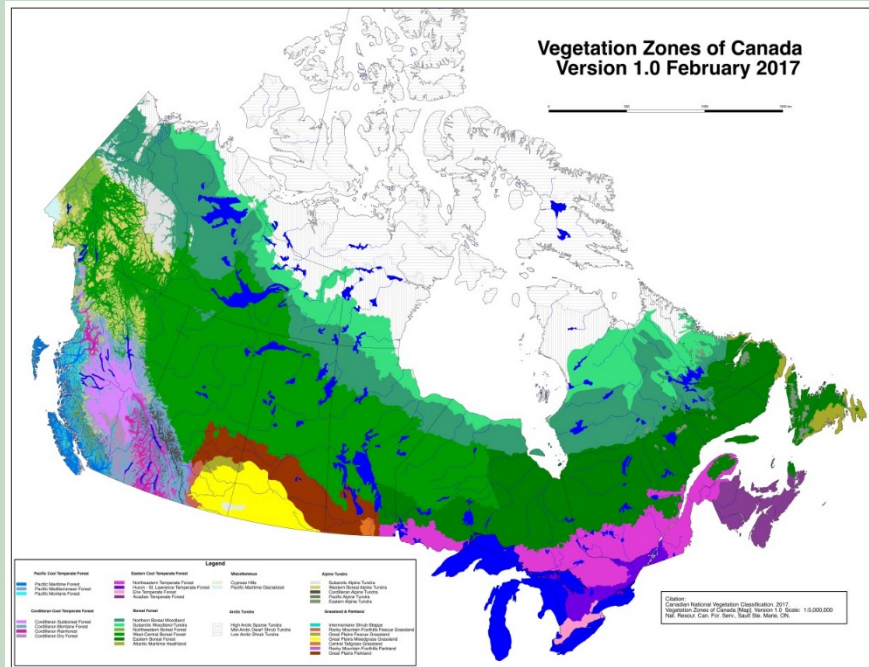 Vegetation Zones of Canada
Version 1.0 February 2017
0
500
1000
Legend
Pacific Cool Temperate Forest
Pacific Maritime Forest
Pacific Mediterranean Forest
Pacific Montane Forest
Cordilleran Cool Temperate Forest
Cordilleran Subboreal Forest
Cordilleran Montane Forest
Cordilleran Rainforest
Cordilleran Dry Forest
Eastern Cool Temperate Forest
Northeastern Temperate Forest
Huron - St. Lawrence Temperate Forest
Erie Temperate Forest
Acadian Temperate Forest
Boreal Forest
Northern Boreal Woodland
Subarctic Woodland Tundra
Northwestern Boreal Forest
West-Central Boreal Forest
Eastern Boreal Forest
Atlantic Maritime Heathland
Miscellaneous
Cypress Hills
Pacific Maritime Glacialized
Arctic Tundra
High Arctic Sparse Tundra
Mid-Arctic Dwarf Shrub Tundra
Low Arctic Shrub Tundra
Alpine Tundra
Subarctic Alpine Tundra
Western Boreal Alpine Tundra
Cordilleran Alpine Tundra
Pacific Alpine Tundra
Eastern Alpine Tundra
Grassland & Parkland
Intermontane Shrub Steppe
Rocky Mountain Foothills Fescue Grassland
Great Plains Fescue Grassland
Great Plains Mixedgrass Grassland
Central Tallgrass Grassland
Rocky Mountain Foothills Parkland
Great Plains Parkland
Citation:
Canadian National Vegetation Classification. 2017.
Vegetation Zones of Canada [Map], Version 1.0 Scale: 1:5,000,000
Nat. Resour. Can. For. Serv., Sault Ste. Marie, ON.